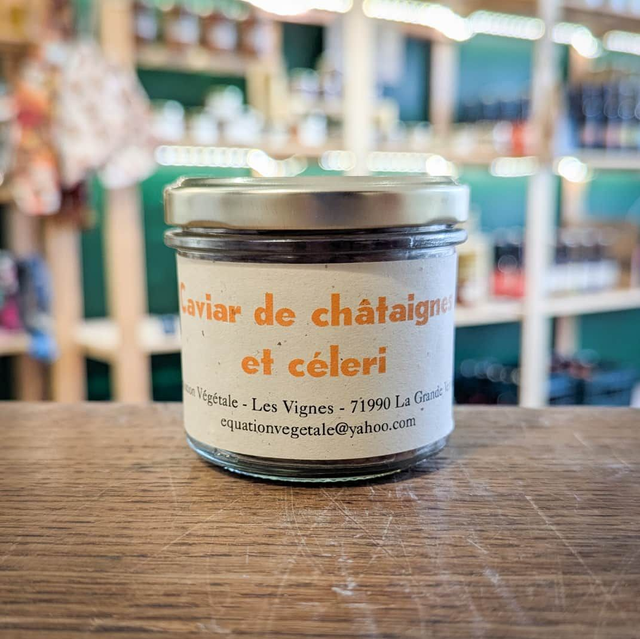 Caviar de châtaignes
et céleri
Végétale - Les Vignes - 71990 La Grande
equationvegetale@yahoo.com